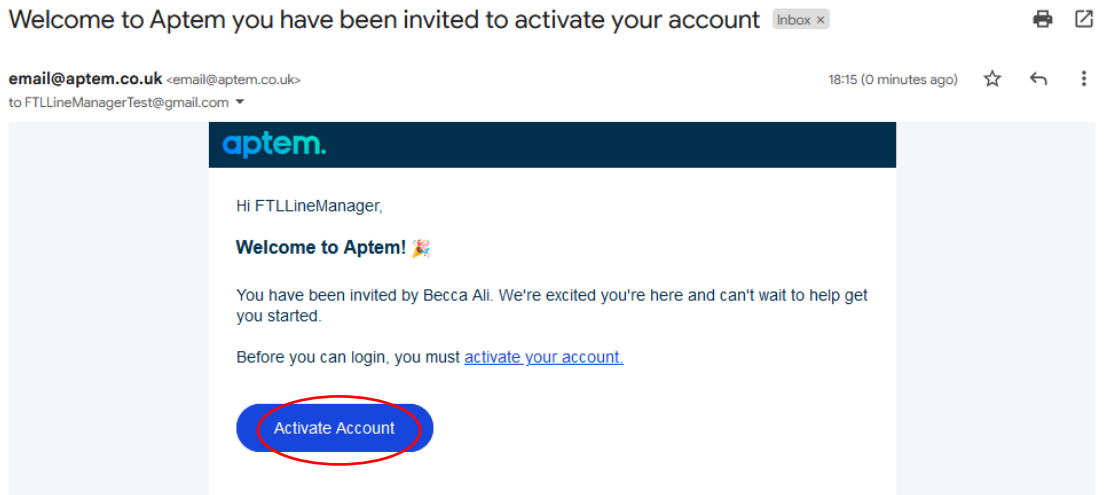 Welcome to Aptem you have been invited to activate your account Inbox ×
email@aptem.co.uk <email@aptem.co.uk> 18:15 (0 minutes ago)
to FTLLineManagerTest@gmail.com
aptem.
Hi FTLLineManager,
Welcome to Aptem! 🎉
You have been invited by Becca Ali. We're excited you're here and can't wait to help get
you started.
Before you can login, you must activate your account.
Activate Account